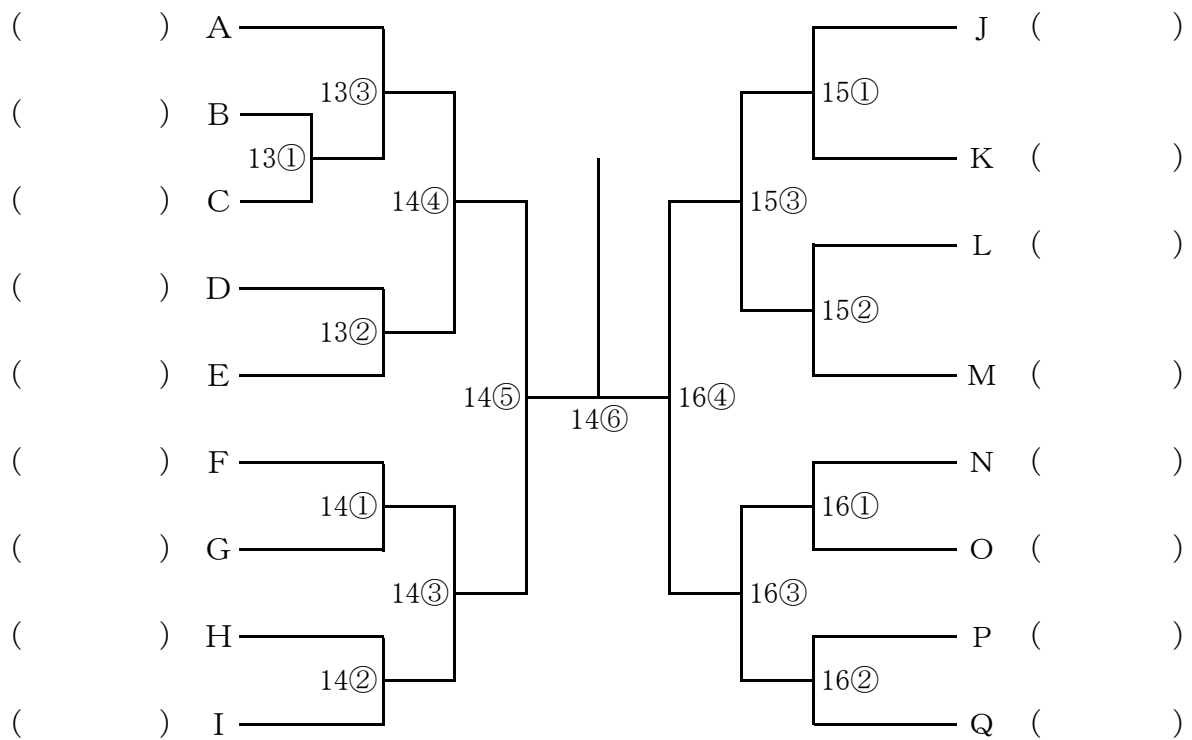 ( ) A
13③
( ) B
13①
( ) C
14④
( ) D
13②
( ) E
14⑤
( ) F
14①
( ) G
14③
( ) H
14②
( ) I
14⑥
J ( )
15①
K ( )
15③
L ( )
15②
M ( )
16④
N ( )
16①
O ( )
16③
P ( )
16②
Q ( )